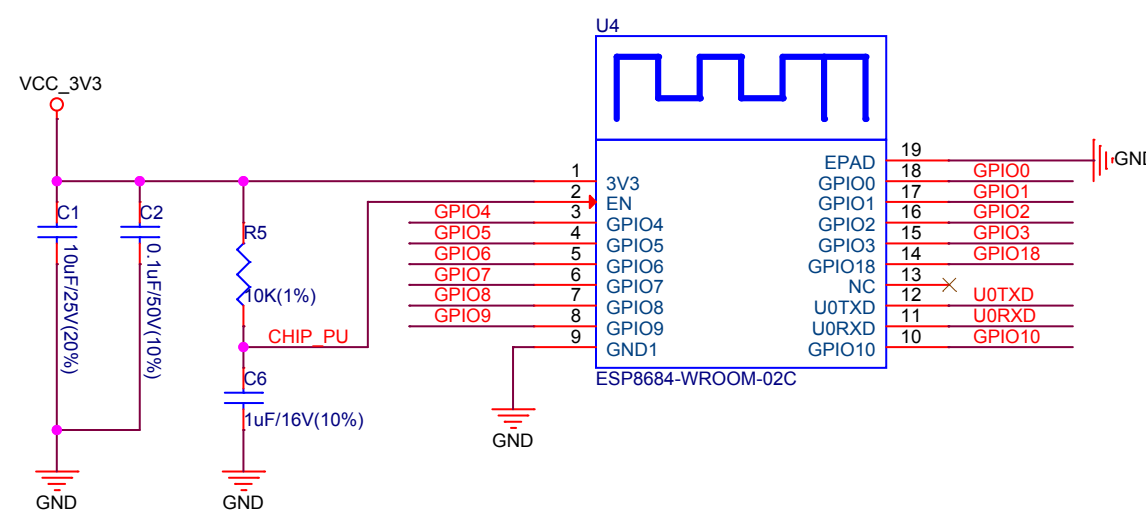 U4
VCC_3V3
1
3V3
2
EN
GPIO4
3
GPIO4
GPIO5
4
GPIO5
GPIO6
5
GPIO6
GPIO7
6
GPIO7
GPIO8
7
GPIO8
GPIO9
8
GPIO9
9
GND1
EPAD
19
GND
GPIO0
18
GPIO0
GPIO1
17
GPIO1
GPIO2
16
GPIO2
GPIO3
15
GPIO3
GPIO18
14
GPIO18
NC
13
U0TXD
12
U0TXD
U0RXD
11
U0RXD
GPIO10
10
GPIO10
ESP8684-WROOM-02C
C1
10uF/25V(20%)
C2
0.1uF/50V(10%)
R5
10K(1%)
CHIP_PU
C6
1uF/16V(10%)
GND
GND
GND